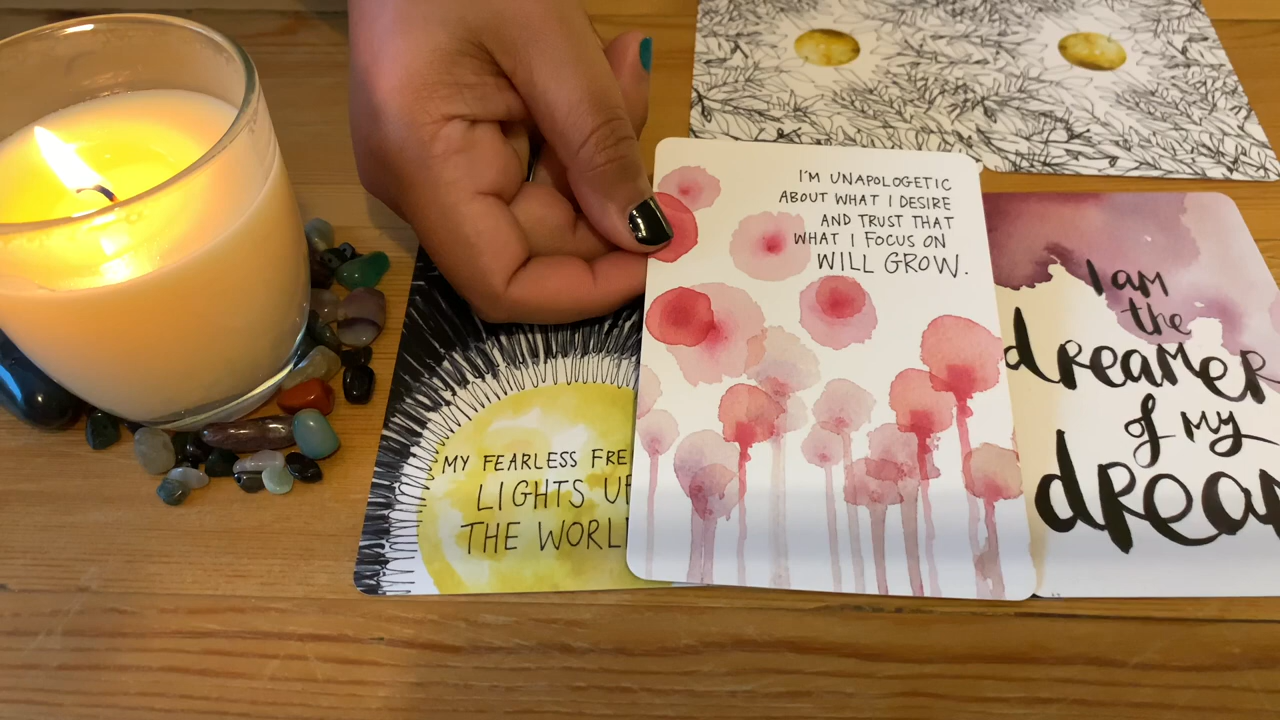 I'M UNAPOLOGETIC
ABOUT WHAT I DESIRE
AND TRUST THAT
WHAT I FOCUS ON
WILL GROW.
MY FEARLESS
LIGHTS
THE
I am
the
dreamer
of my